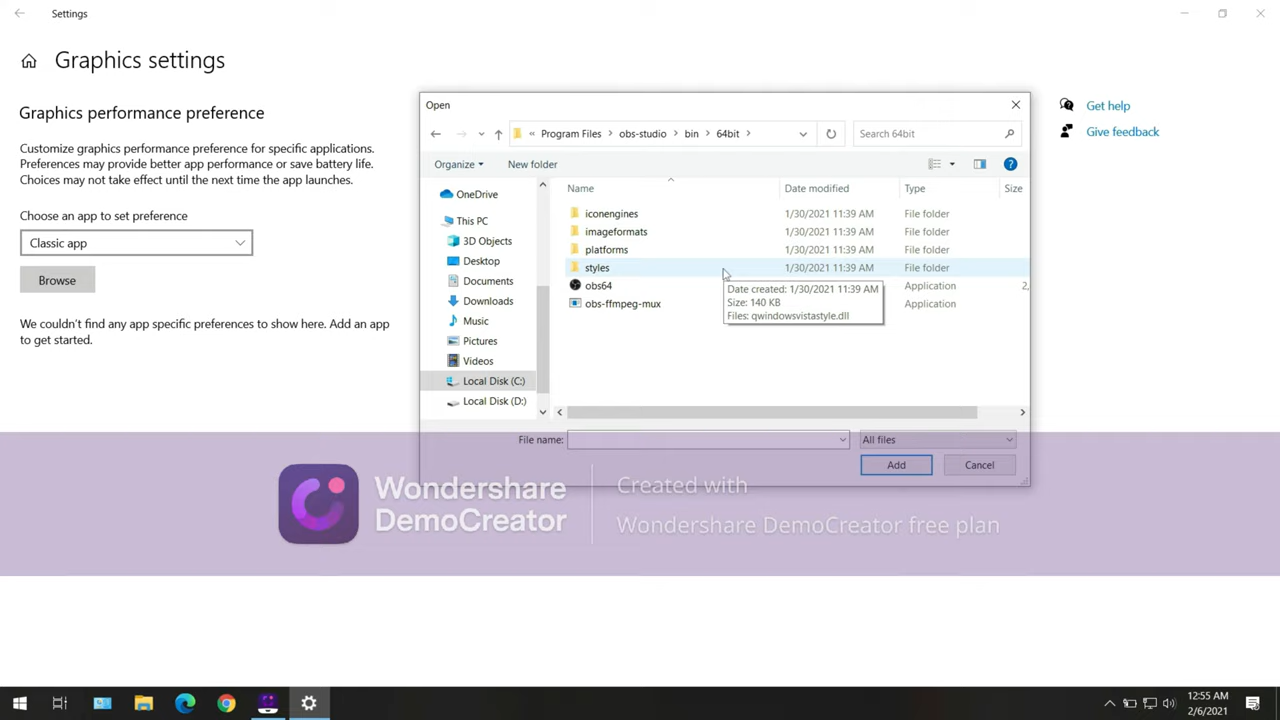 Settings
Graphics settings
Graphics performance preference
Customize graphics performance preference for specific applications.
Preferences may provide better app performance or save battery life.
Choices may not take effect until the next time the app launches.
Choose an app to set preference
Classic app
Browse
We couldn't find any app specific preferences to show here. Add an app
to get started.
Get help
Give feedback
Open
« Program Files > obs-studio > bin > 64bit >
Search 64bit
Organize
New folder
OneDrive
This PC
3D Objects
Desktop
Documents
Downloads
Music
Pictures
Videos
Local Disk (C:)
Local Disk (D:)
Name Date modified Type Size
iconengines 1/30/2021 11:39 AM File folder
imageformats 1/30/2021 11:39 AM File folder
platforms 1/30/2021 11:39 AM File folder
styles 1/30/2021 11:39 AM File folder
obs64 Application 2,
obs-ffmpeg-mux Application
Date created: 1/30/2021 11:39 AM
Size: 140 KB
Files: qwindowsvistastyle.dll
File name:
All files
Add
Cancel
Wondershare
DemoCreator
Created with
Wondershare DemoCreator free plan
12:55 AM
2/6/2021